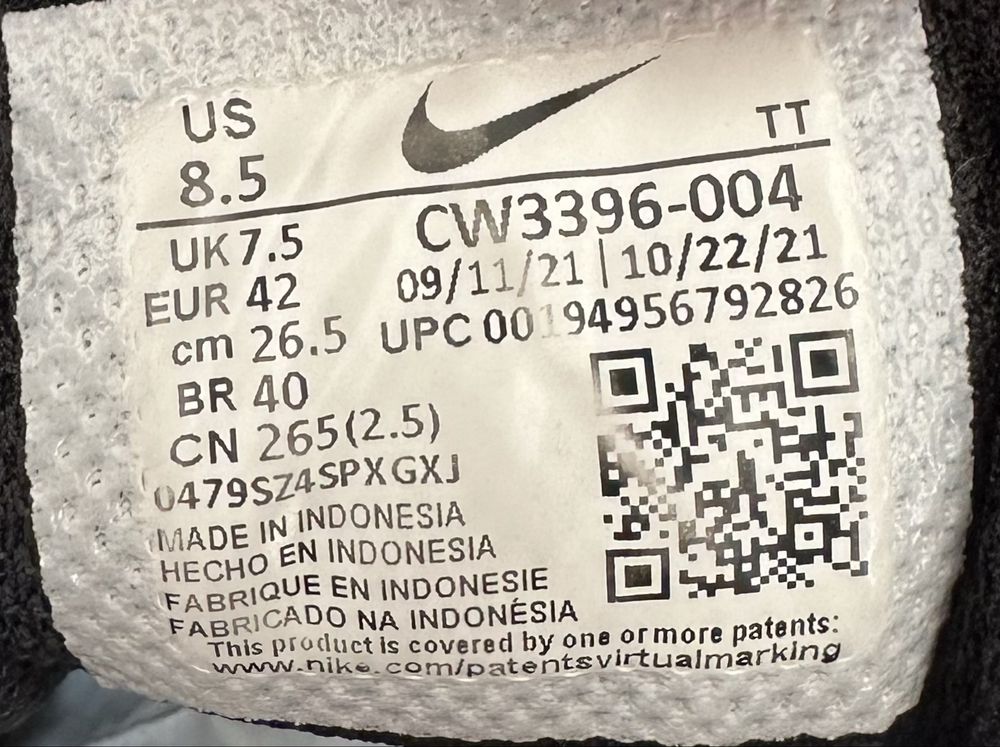 US
8.5
TT
UK 7.5
EUR 42
cm 26.5
BR 40
CN 265(2.5)
0479SZ4SPXGXJ
CW3396-004
09/11/21 | 10/22/21
UPC 00194956792826
MADE IN INDONESIA
HECHO EN INDONESIA
FABRIQUE EN INDONESIE
FABRICADO NA INDONÉSIA
This product is covered by one or more patents:
www.nike.com/patentsvirtualmarking